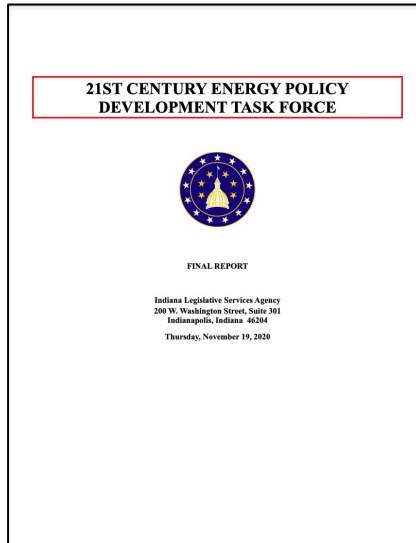 21ST CENTURY ENERGY POLICY
DEVELOPMENT TASK FORCE
FINAL REPORT
Indiana Legislative Services Agency
200 W. Washington Street, Suite 301
Indianapolis, Indiana 46204
Thursday, November 19, 2020